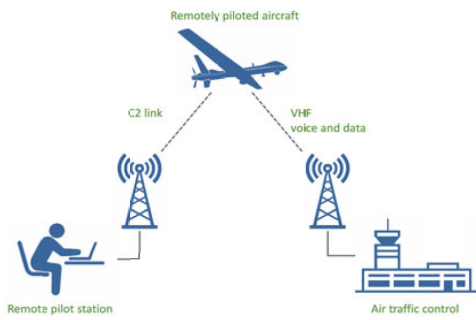 Remotely piloted aircraft
C2 link
VHF
voice and data
Remote pilot station
Air traffic control